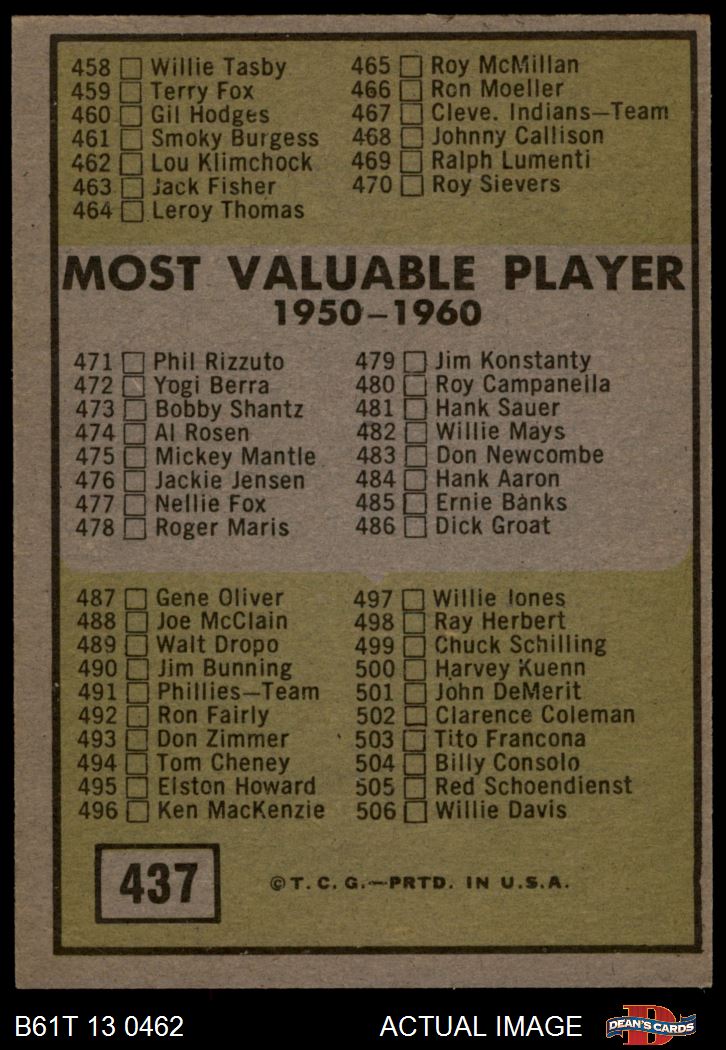 458 Willie Tasby
459 Terry Fox
460 Gil Hodges
461 Smoky Burgess
462 Lou Klimchock
463 Jack Fisher
464 Leroy Thomas
465 Roy McMillan
466 Ron Moeller
467 Cleve. Indians—Team
468 Johnny Callison
469 Ralph Lumenti
470 Roy Sievers
MOST VALUABLE PLAYER
1950–1960
471 Phil Rizzuto
472 Yogi Berra
473 Bobby Shantz
474 Al Rosen
475 Mickey Mantle
476 Jackie Jensen
477 Nellie Fox
478 Roger Maris
479 Jim Konstanty
480 Roy Campanella
481 Hank Sauer
482 Willie Mays
483 Don Newcombe
484 Hank Aaron
485 Ernie Banks
486 Dick Groat
487 Gene Oliver
488 Joe McClain
489 Walt Dropo
490 Jim Bunning
491 Phillies—Team
492 Ron Fairly
493 Don Zimmer
494 Tom Cheney
495 Elston Howard
496 Ken MacKenzie
497 Willie Jones
498 Ray Herbert
499 Chuck Schilling
500 Harvey Kuenn
501 John DeMerit
502 Clarence Coleman
503 Tito Francona
504 Billy Consolo
505 Red Schoendienst
506 Willie Davis
437
©T. C. G.—PRTD. IN U.S.A.
B61T 13 0462
ACTUAL IMAGE
D
DEAN'S CARDS